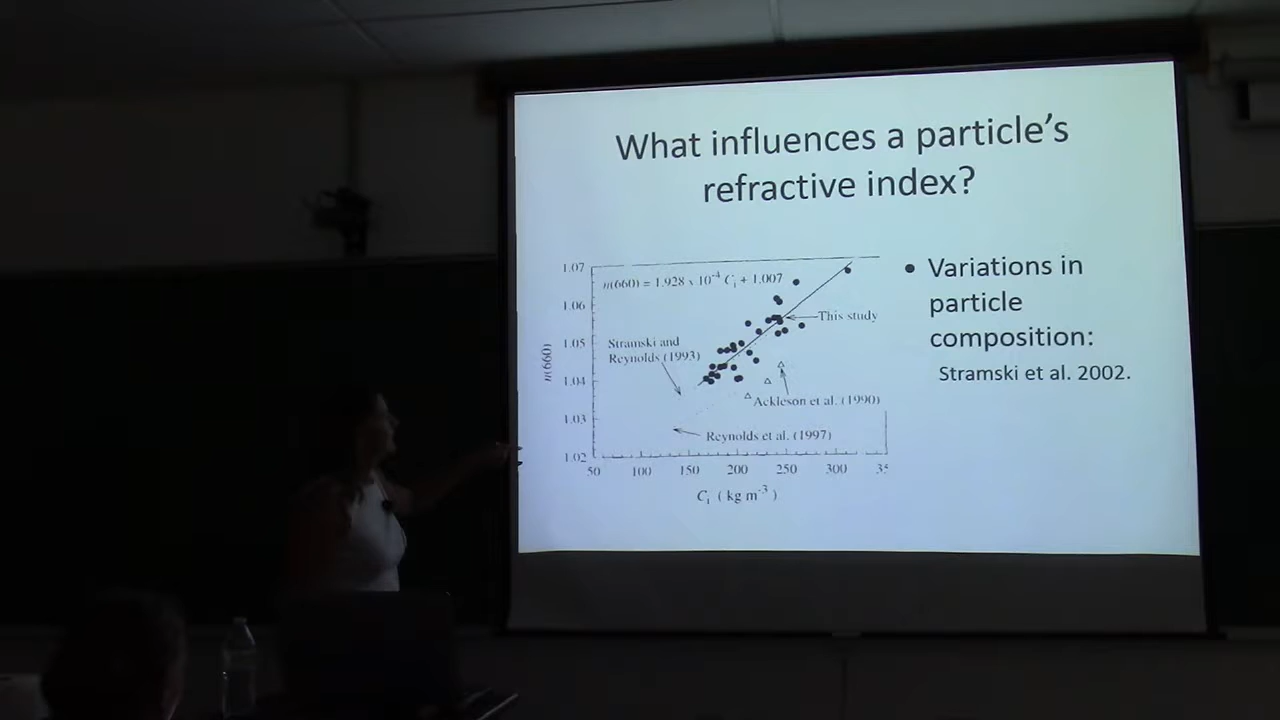 What influences a particle's
refractive index?
1.07
1.06
1.05
1.04
1.03
1.02
n(660)
n(660) = 1.928 x 10⁻⁴ Cᵢ + 1.007
This study
Stramski and
Reynolds (1993)
Ackleson et al. (1990)
Reynolds et al. (1997)
50 100 150 200 250 300 35
Cᵢ ( kg m⁻³ )
• Variations in
particle
composition:
Stramski et al. 2002.